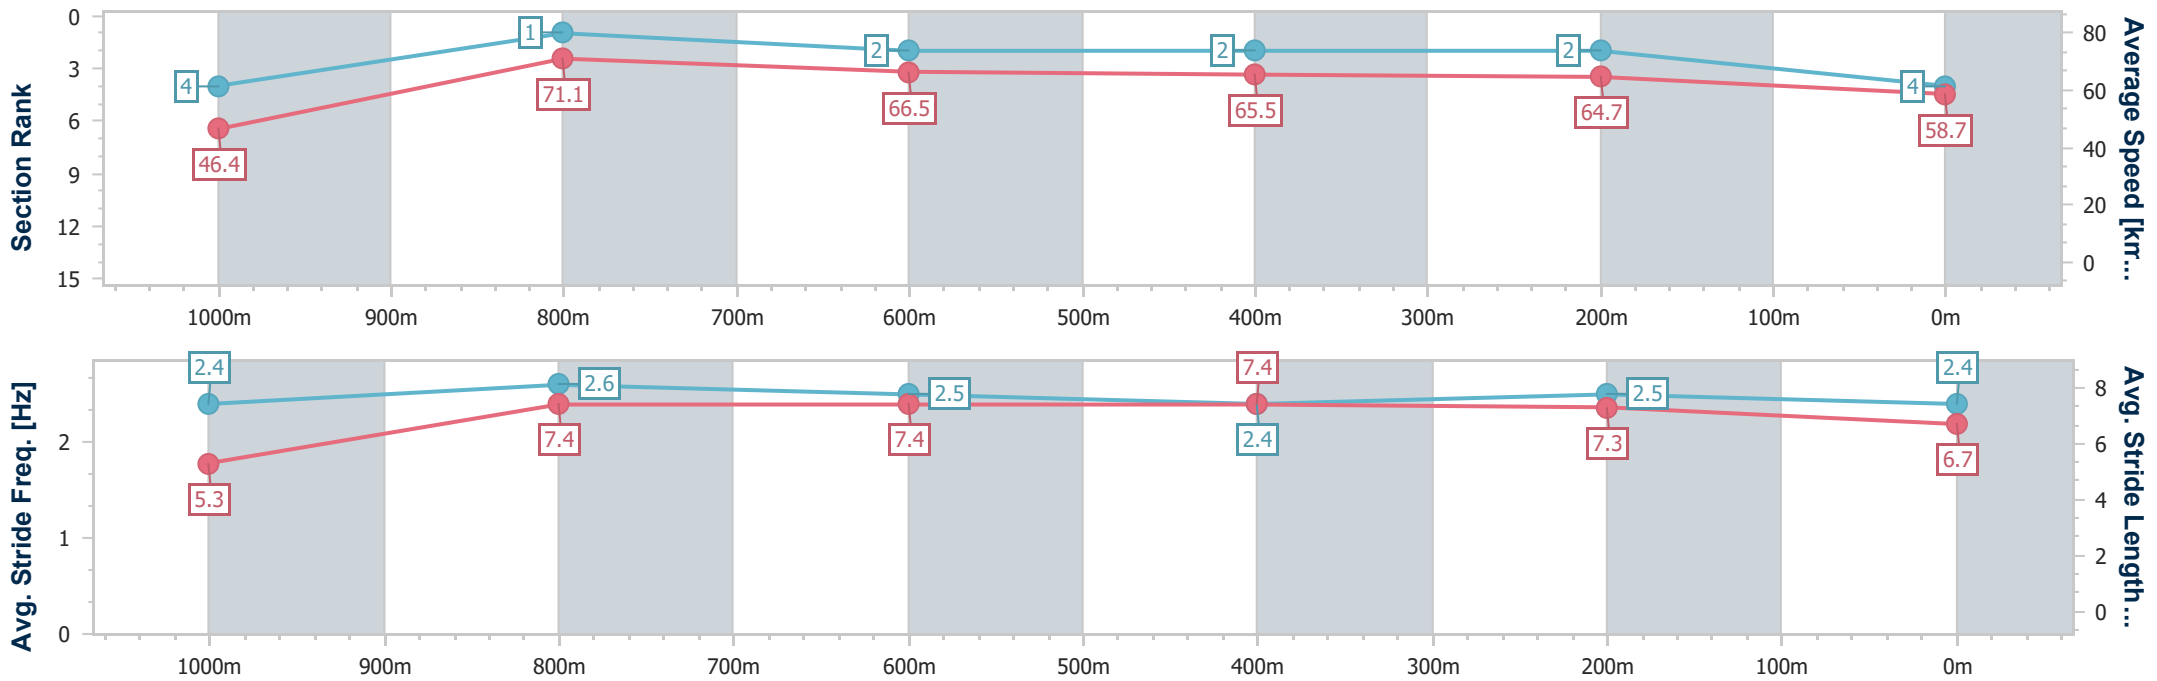 Section Rank
0
3
6
9
12
15
4
1
2
2
2
4
46.4
71.1
66.5
65.5
64.7
58.7
80
60
40
20
0
Average Speed [km...
1000m
900m
800m
700m
600m
500m
400m
300m
200m
100m
0m
Avg. Stride Freq. [Hz]
2
1
0
2.4
2.6
2.5
7.4
2.5
2.4
5.3
7.4
7.4
2.4
7.3
6.7
8
6
4
2
0
Avg. Stride Length...
1000m
900m
800m
700m
600m
500m
400m
300m
200m
100m
0m